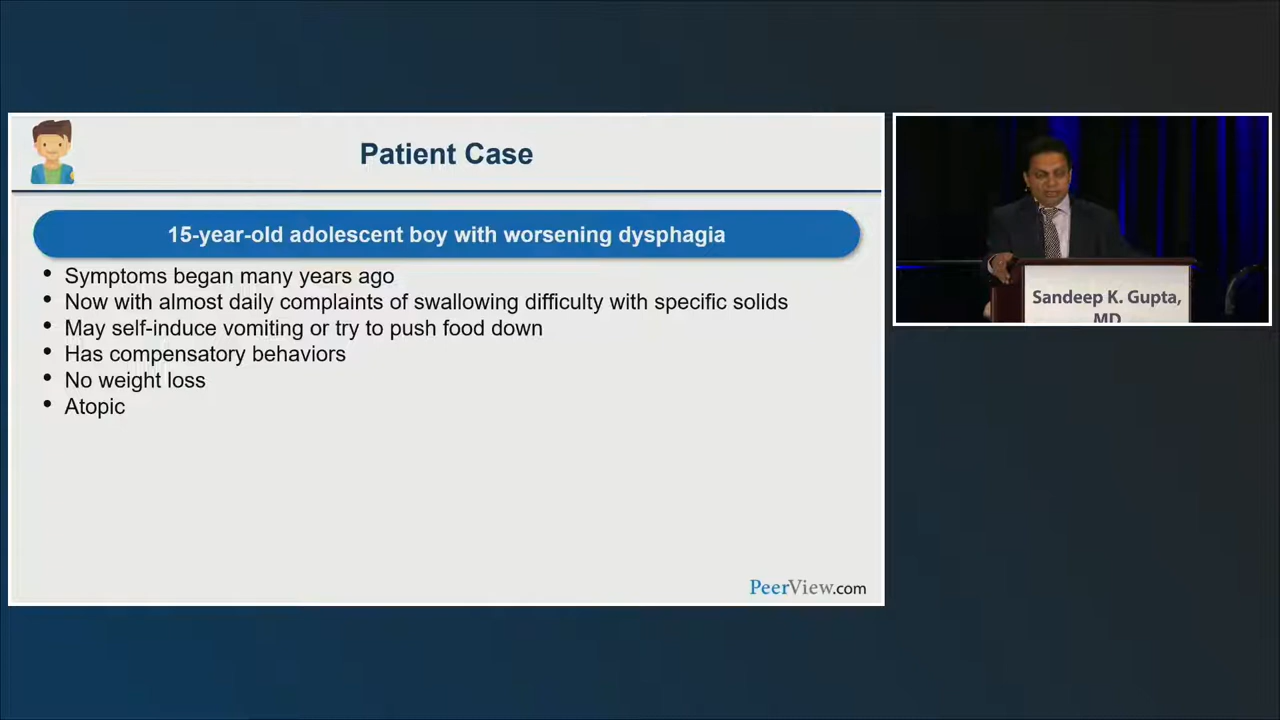 Patient Case
15-year-old adolescent boy with worsening dysphagia
• Symptoms began many years ago
• Now with almost daily complaints of swallowing difficulty with specific solids
• May self-induce vomiting or try to push food down
• Has compensatory behaviors
• No weight loss
• Atopic
PeerView.com
Sandeep K. Gupta,
MD